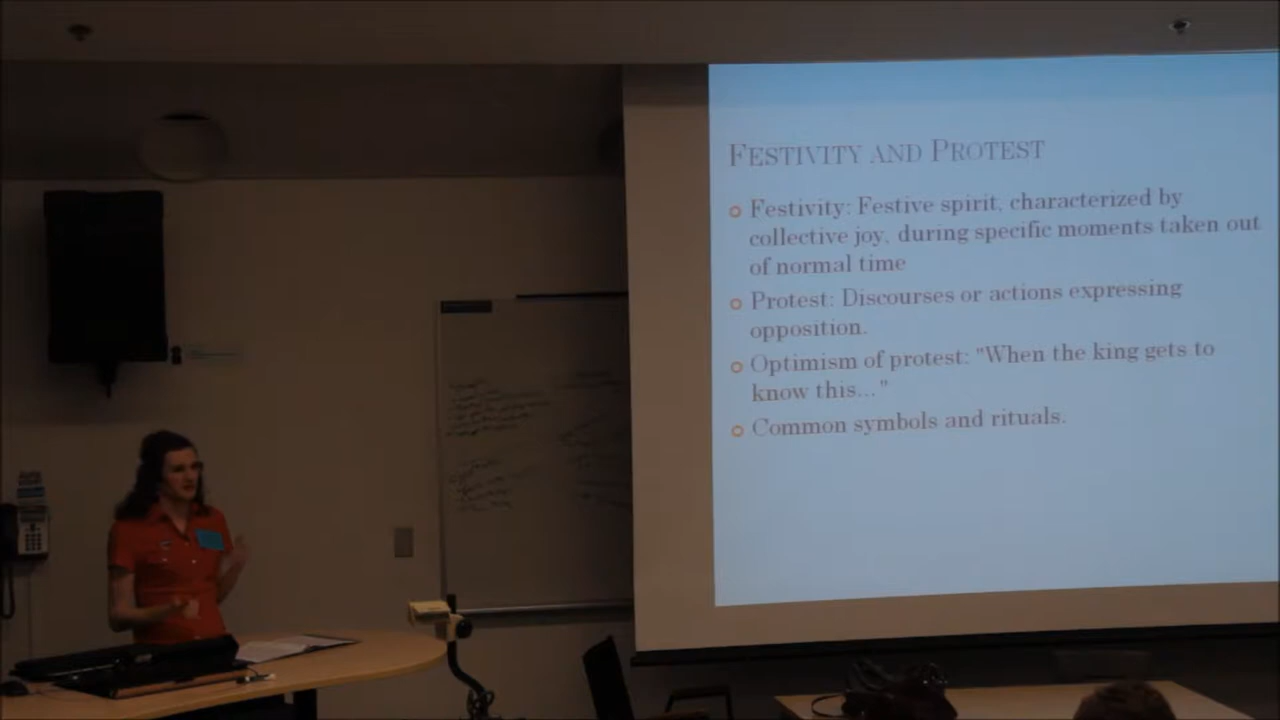 FESTIVITY AND PROTEST
Festivity: Festive spirit, characterized by
collective joy, during specific moments taken out
of normal time
Protest: Discourses or actions expressing
opposition.
Optimism of protest: "When the king gets to
know this..."
Common symbols and rituals.